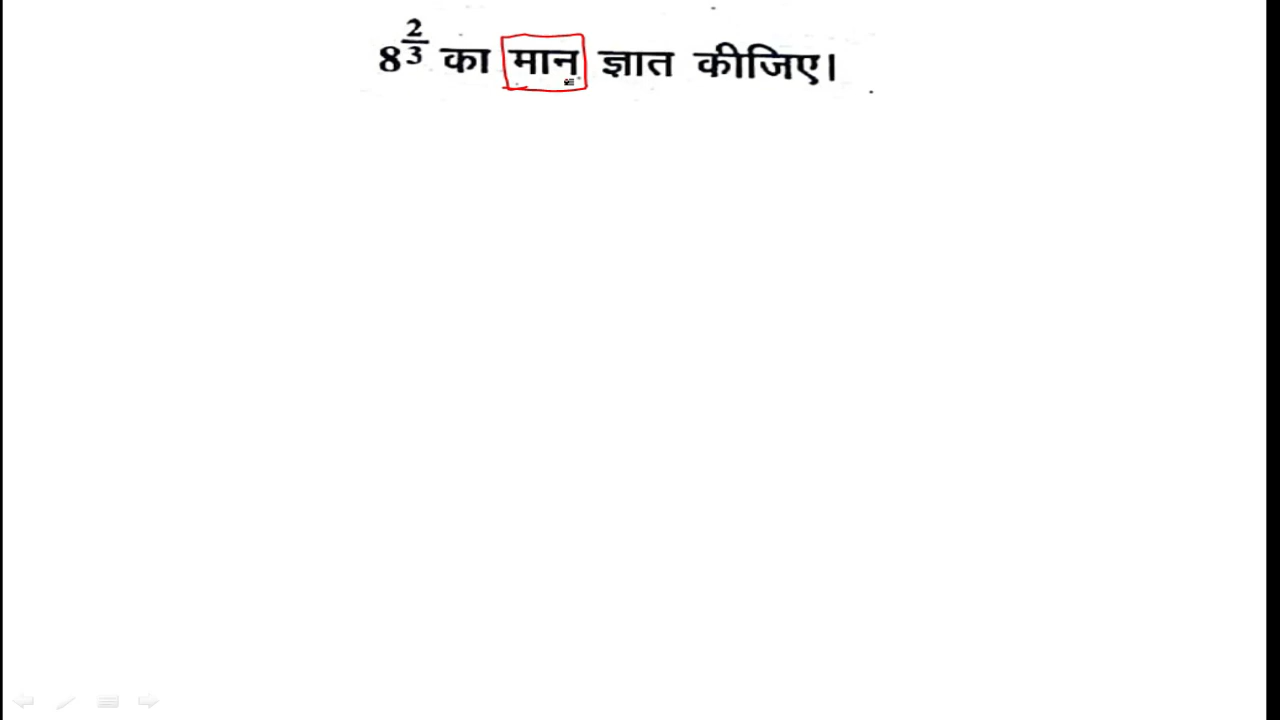 8^{2/3} का मान ज्ञात कीजिए।